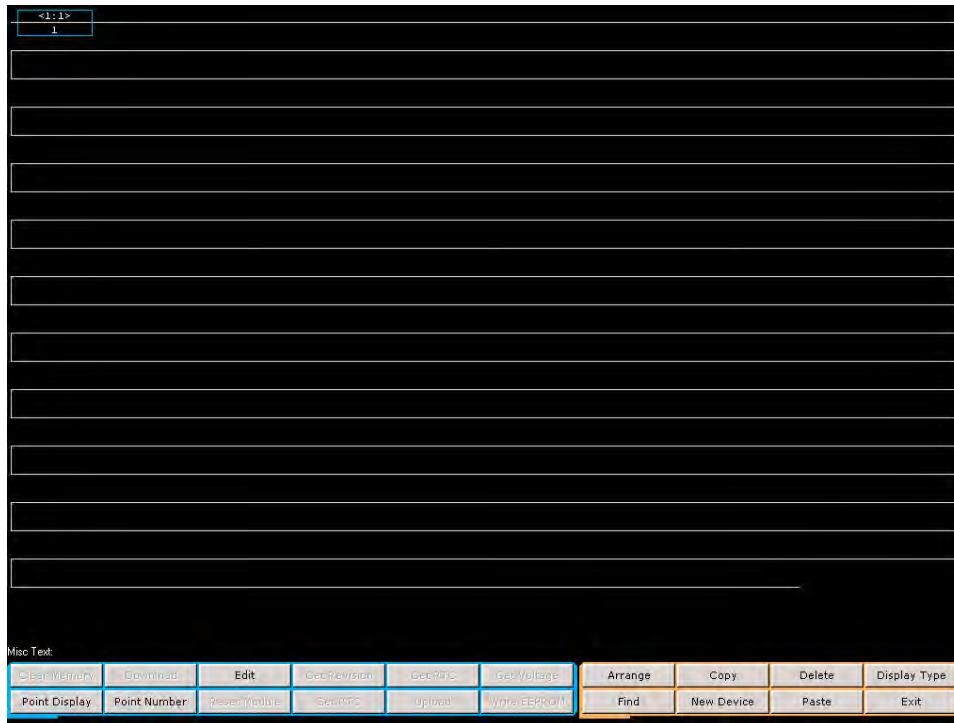 <1:1>
1
Misc Text:
Clear Memory Download Edit Get Revision Get RTC Get Voltage Arrange Copy Delete Display Type
Point Display Point Number Reset Module Set RTC Upload Write EEPROM Find New Device Paste Exit